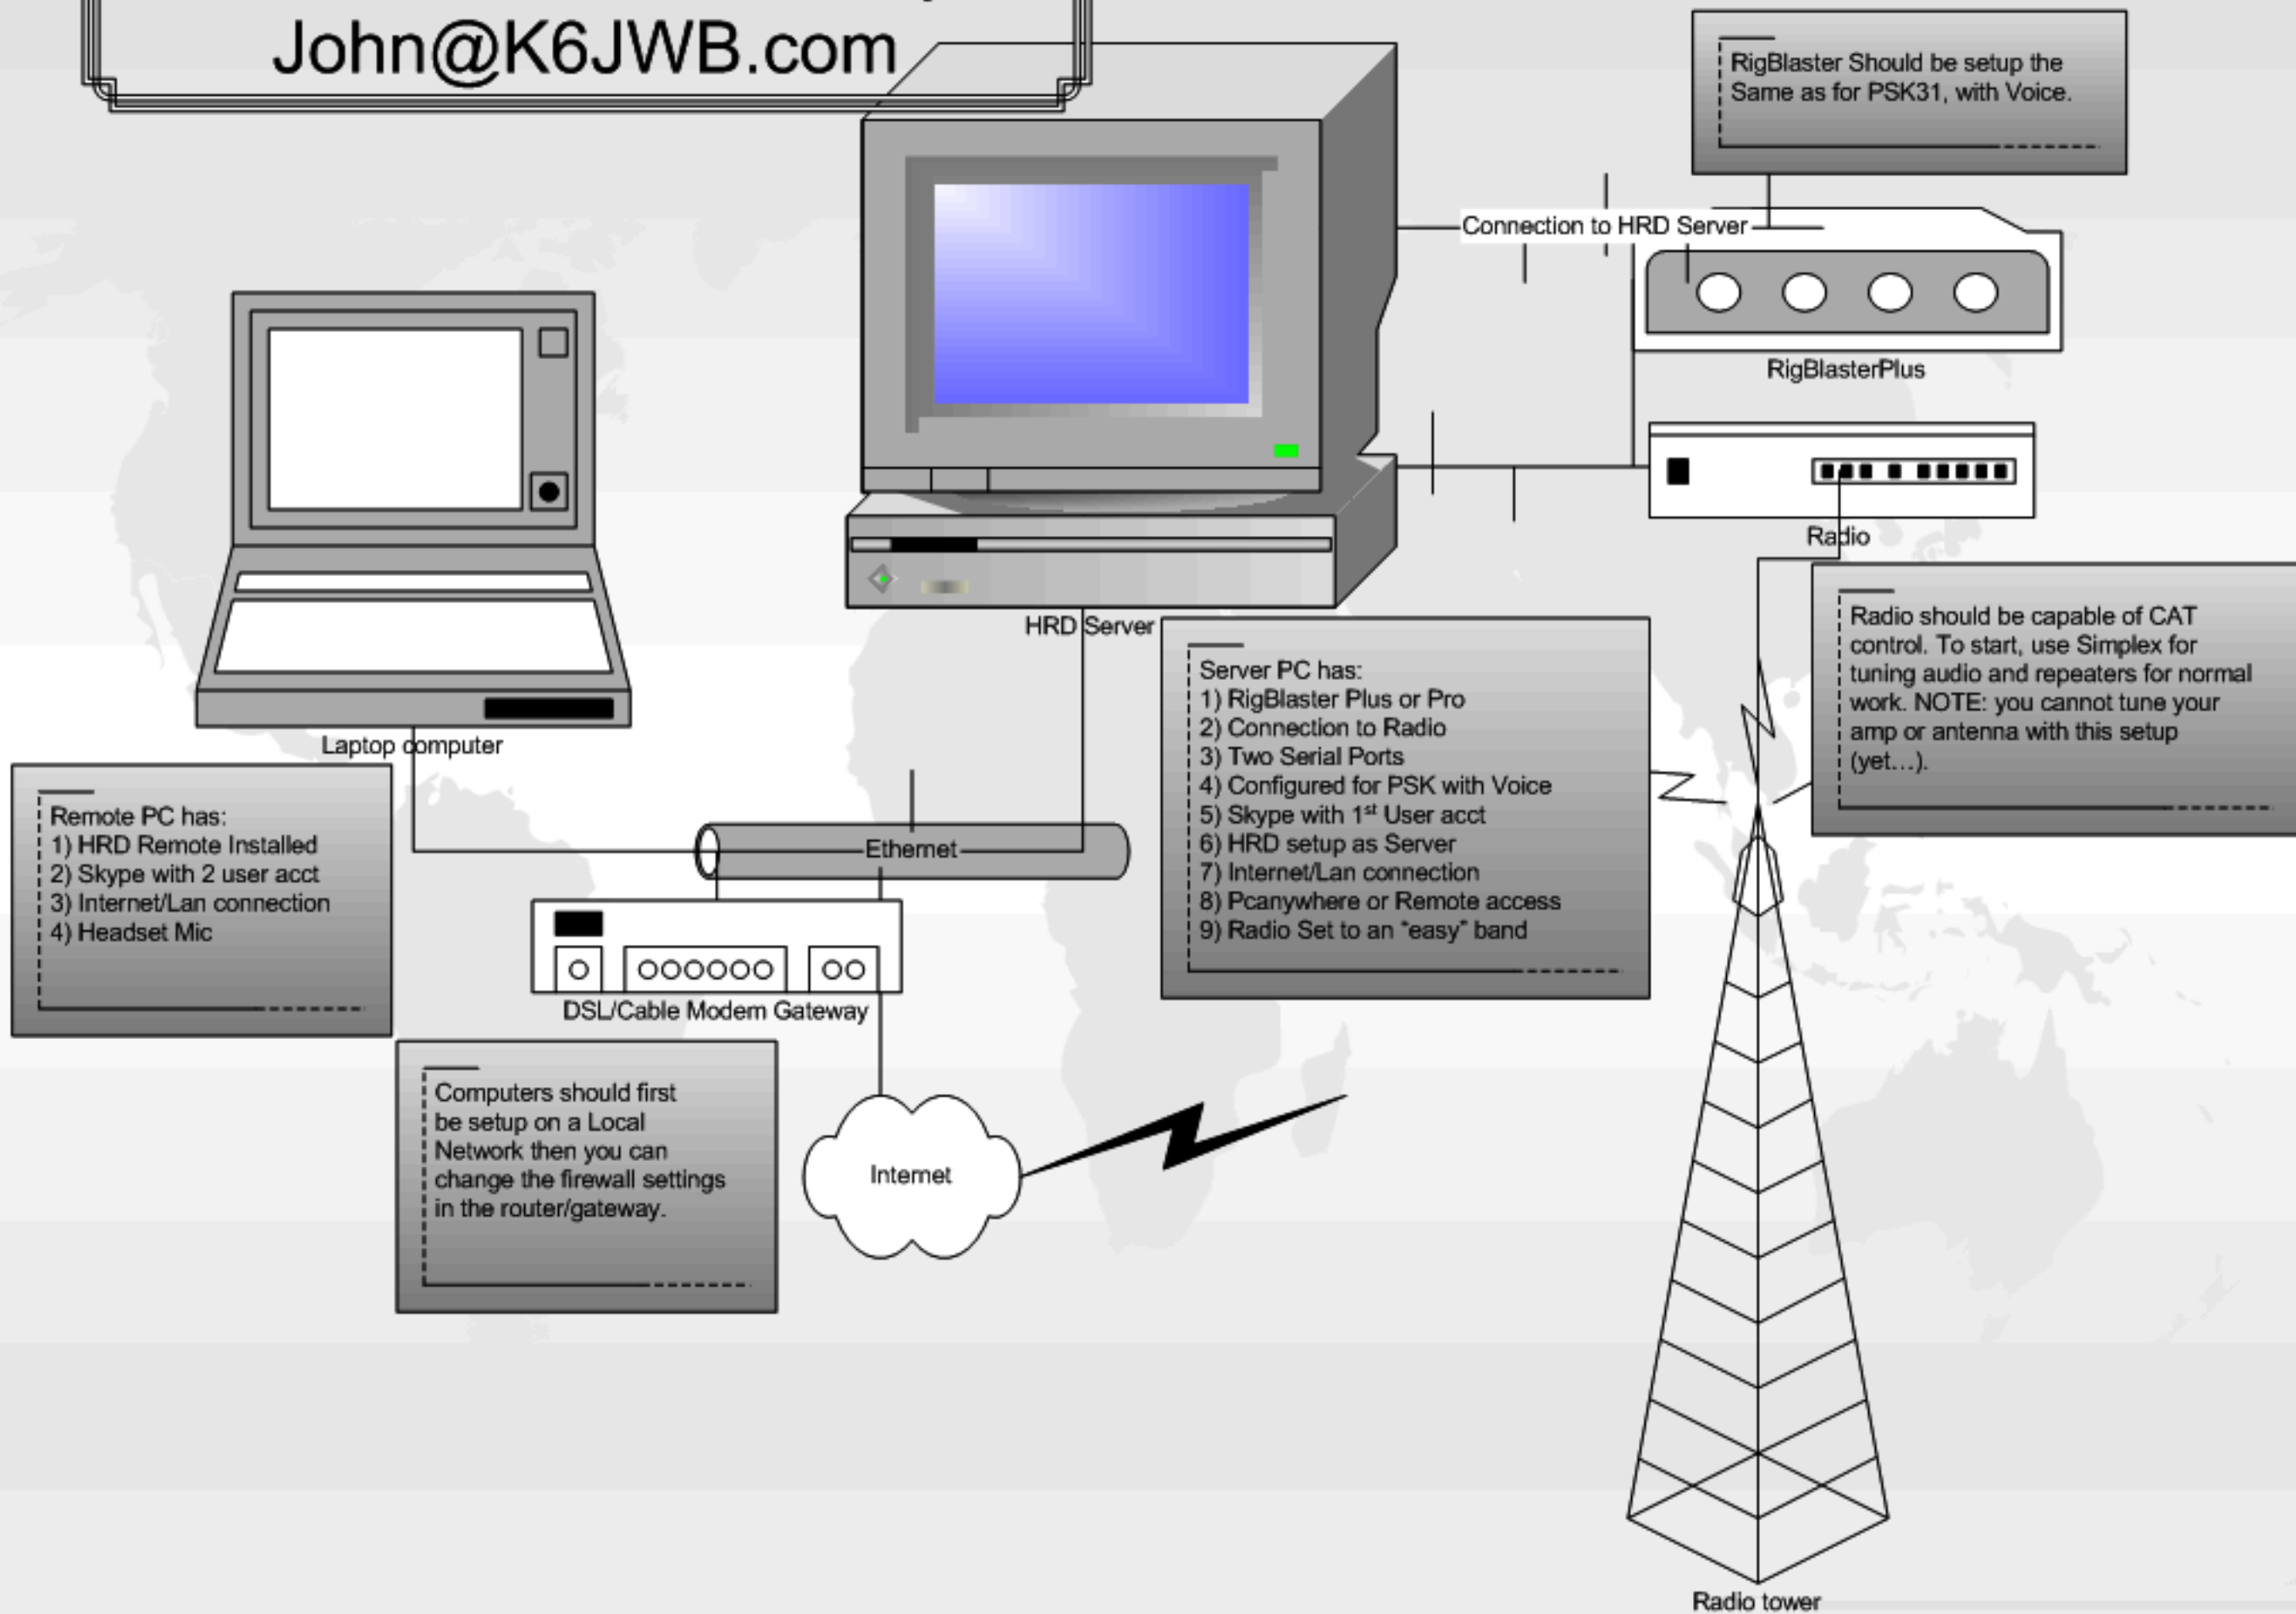 John@K6JWB.com
RigBlaster Should be setup the
Same as for PSK31, with Voice.
Connection to HRD Server
RigBlasterPlus
Radio
Radio should be capable of CAT
control. To start, use Simplex for
tuning audio and repeaters for normal
work. NOTE: you cannot tune your
amp or antenna with this setup
(yet…).
HRD Server
Server PC has:
1) RigBlaster Plus or Pro
2) Connection to Radio
3) Two Serial Ports
4) Configured for PSK with Voice
5) Skype with 1st User acct
6) HRD setup as Server
7) Internet/Lan connection
8) Pcanywhere or Remote access
9) Radio Set to an “easy” band
Laptop computer
Remote PC has:
1) HRD Remote Installed
2) Skype with 2 user acct
3) Internet/Lan connection
4) Headset Mic
Ethernet
DSL/Cable Modem Gateway
Computers should first
be setup on a Local
Network then you can
change the firewall settings
in the router/gateway.
Internet
Radio tower